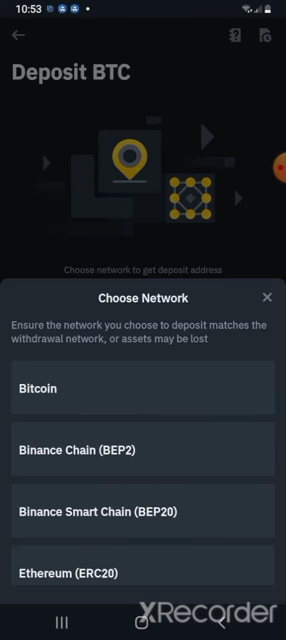 10:53
Deposit BTC
Choose network to get deposit address
Choose Network
Ensure the network you choose to deposit matches the
withdrawal network, or assets may be lost
Bitcoin
Binance Chain (BEP2)
Binance Smart Chain (BEP20)
Ethereum (ERC20)
XRecorder